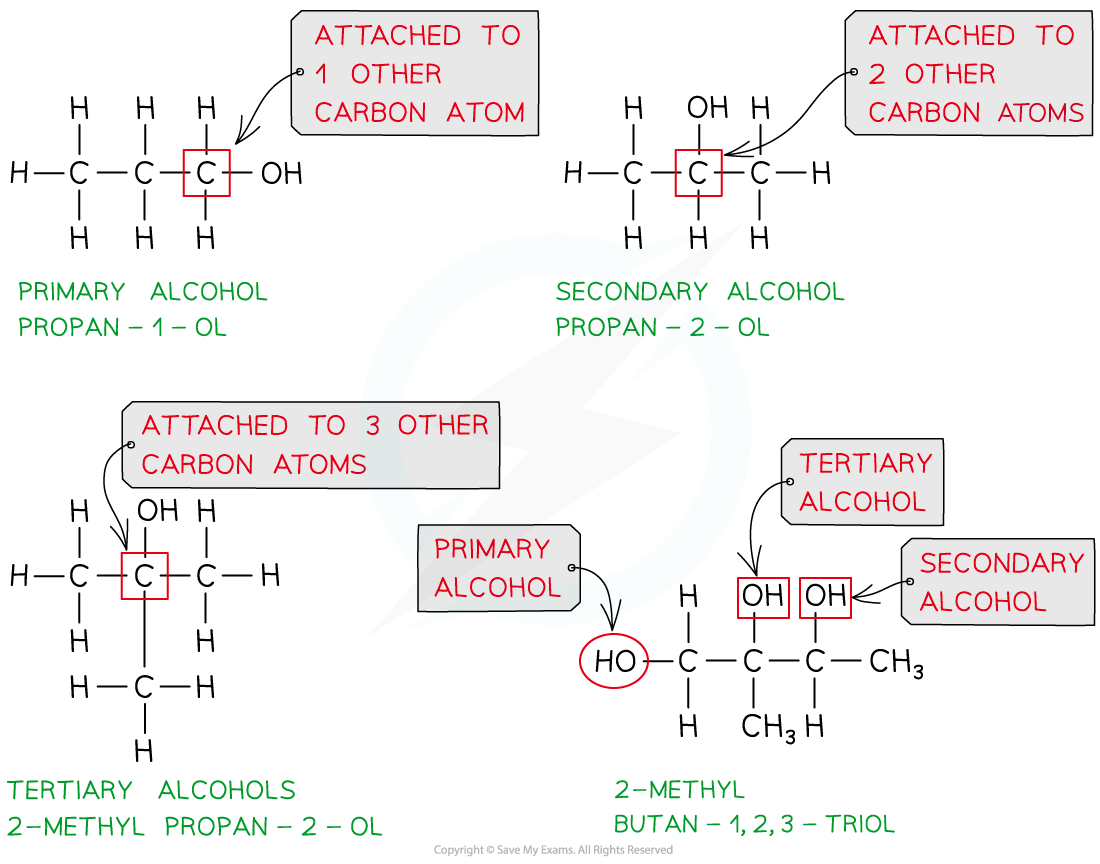 ATTACHED TO
1 OTHER
CARBON ATOM
H H H
H C C C OH
H H H
PRIMARY ALCOHOL
PROPAN – 1 – OL
ATTACHED TO
2 OTHER
CARBON ATOMS
H OH H
H C C C H
H H H
SECONDARY ALCOHOL
PROPAN – 2 – OL
ATTACHED TO 3 OTHER
CARBON ATOMS
H OH H
H C C C H
H H
H C H
H
TERTIARY ALCOHOLS
2–METHYL PROPAN – 2 – OL
PRIMARY
ALCOHOL
TERTIARY
ALCOHOL
SECONDARY
ALCOHOL
H OH OH
HO C C C CH3
H CH3 H
2–METHYL
BUTAN – 1, 2, 3 – TRIOL
Copyright © Save My Exams. All Rights Reserved